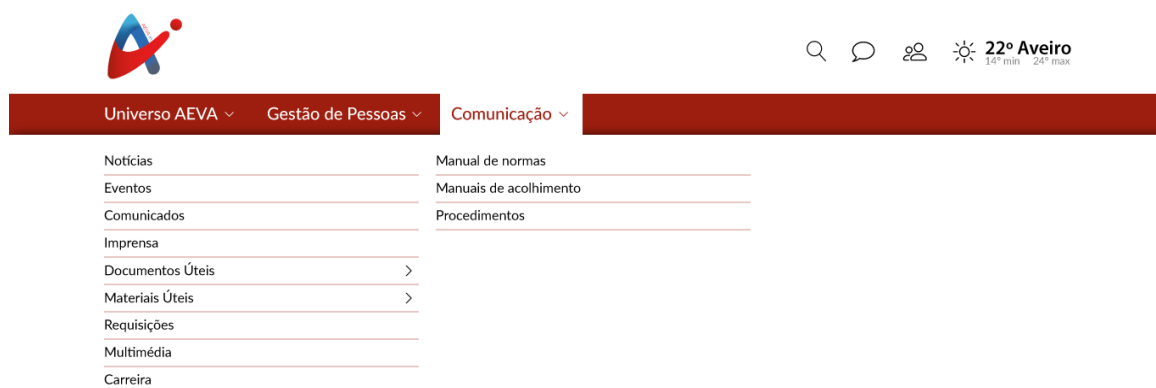 22º Aveiro
14º min 24º max
Universo AEVA Gestão de Pessoas Comunicação
Notícias
Eventos
Comunicados
Imprensa
Documentos Úteis
Materiais Úteis
Requisições
Multimédia
Carreira
Manual de normas
Manuais de acolhimento
Procedimentos